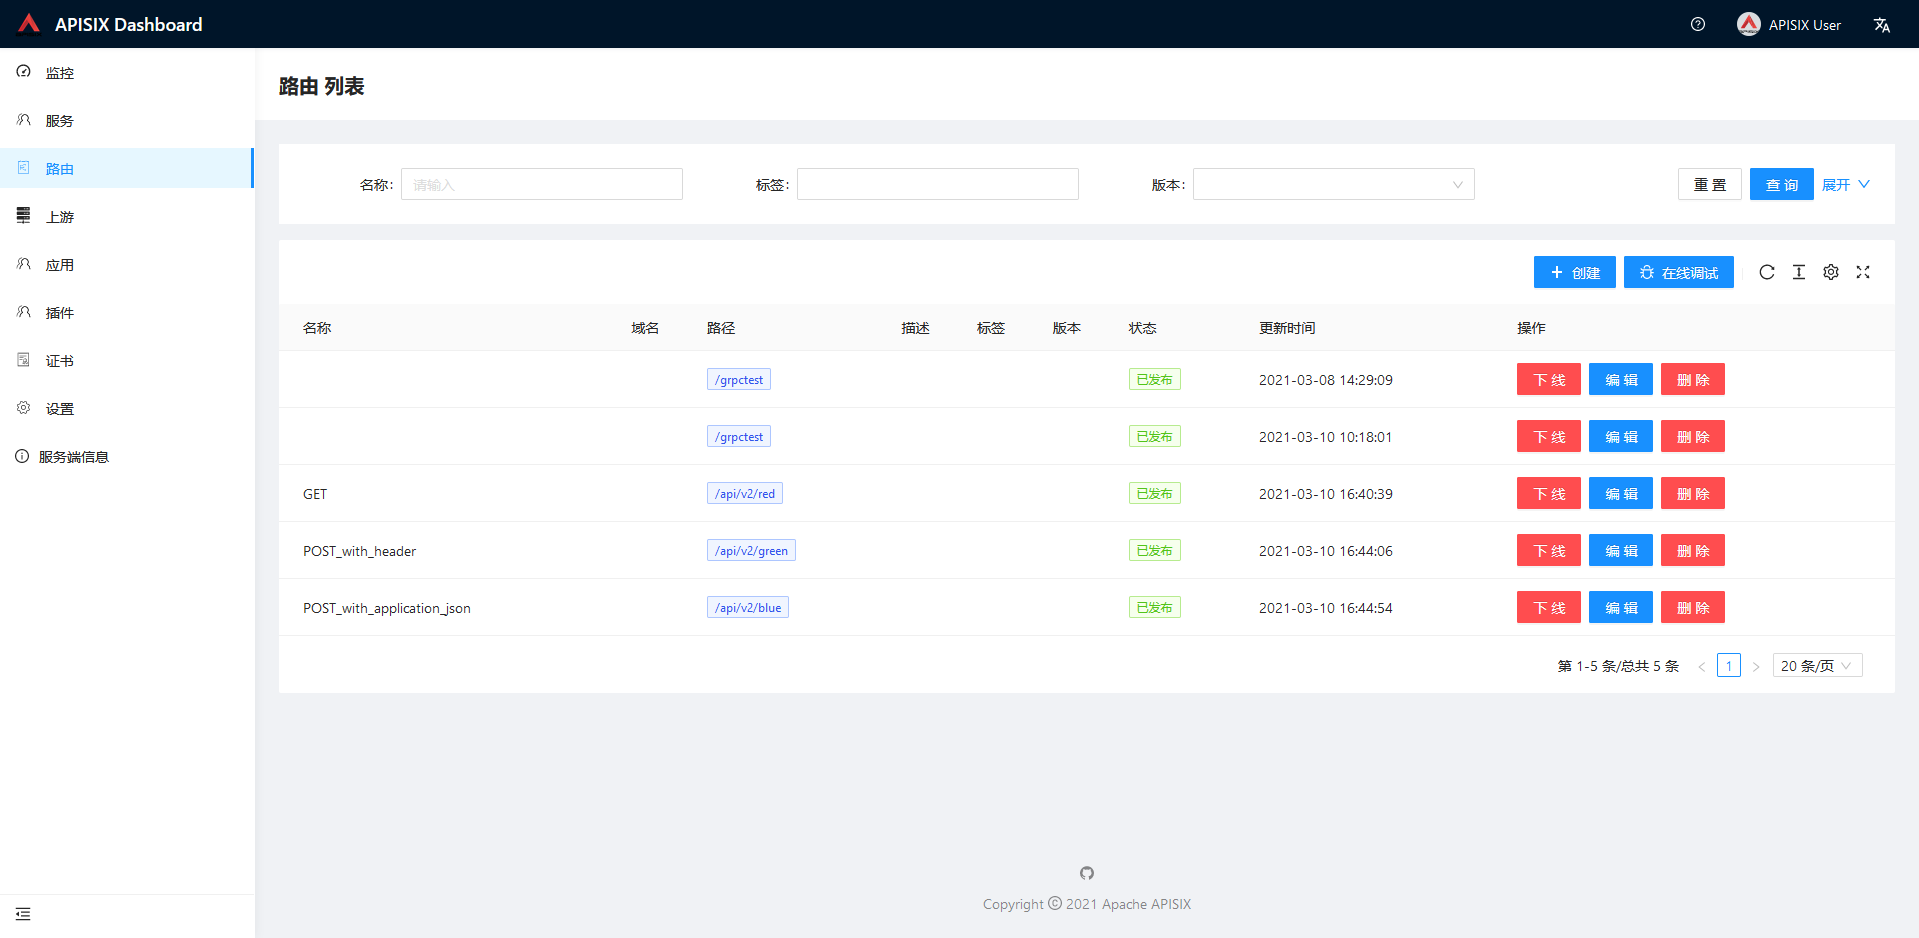 APISIX Dashboard
APISIX User
监控
服务
路由
上游
应用
插件
证书
设置
服务端信息
路由 列表
名称: 请输入 标签: 版本: 重 置 查 询 展开
创建 在线调试
名称 域名 路径 描述 标签 版本 状态 更新时间 操作
/grpctest 已发布 2021-03-08 14:29:09 下 线 编 辑 删 除
/grpctest 已发布 2021-03-10 10:18:01 下 线 编 辑 删 除
GET /api/v2/red 已发布 2021-03-10 16:40:39 下 线 编 辑 删 除
POST_with_header /api/v2/green 已发布 2021-03-10 16:44:06 下 线 编 辑 删 除
POST_with_application_json /api/v2/blue 已发布 2021-03-10 16:44:54 下 线 编 辑 删 除
第 1-5 条/总共 5 条 < 1 > 20 条/页
Copyright © 2021 Apache APISIX